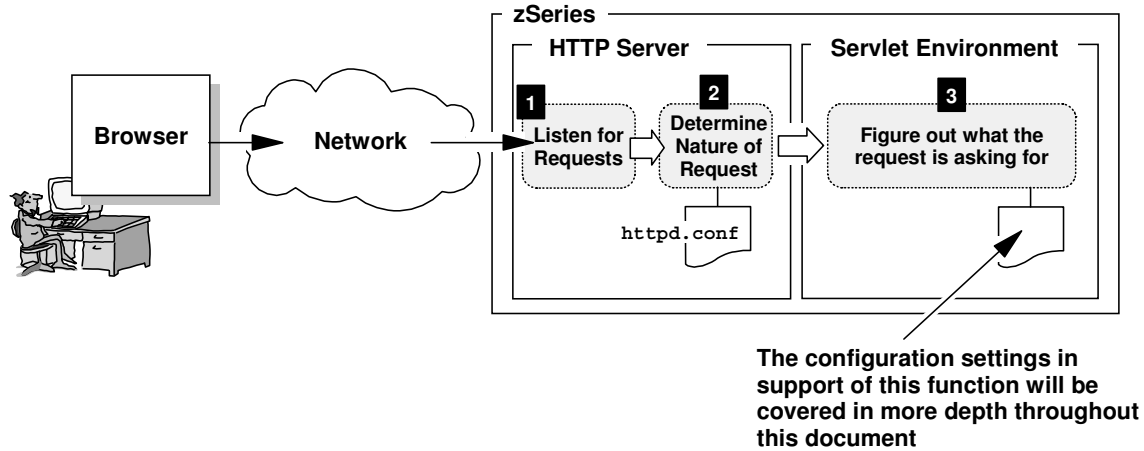 zSeries
HTTP Server
Servlet Environment
Browser
Network
1
Listen for
Requests
2
Determine
Nature of
Request
3
Figure out what the
request is asking for
httpd.conf
The configuration settings in
support of this function will be
covered in more depth throughout
this document